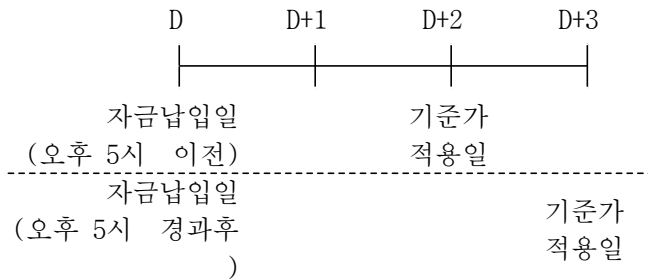 D D+1 D+2 D+3
자금납입일 기준가
(오후 5시 이전) 적용일
자금납입일
(오후 5시 경과후
)
기준가
적용일